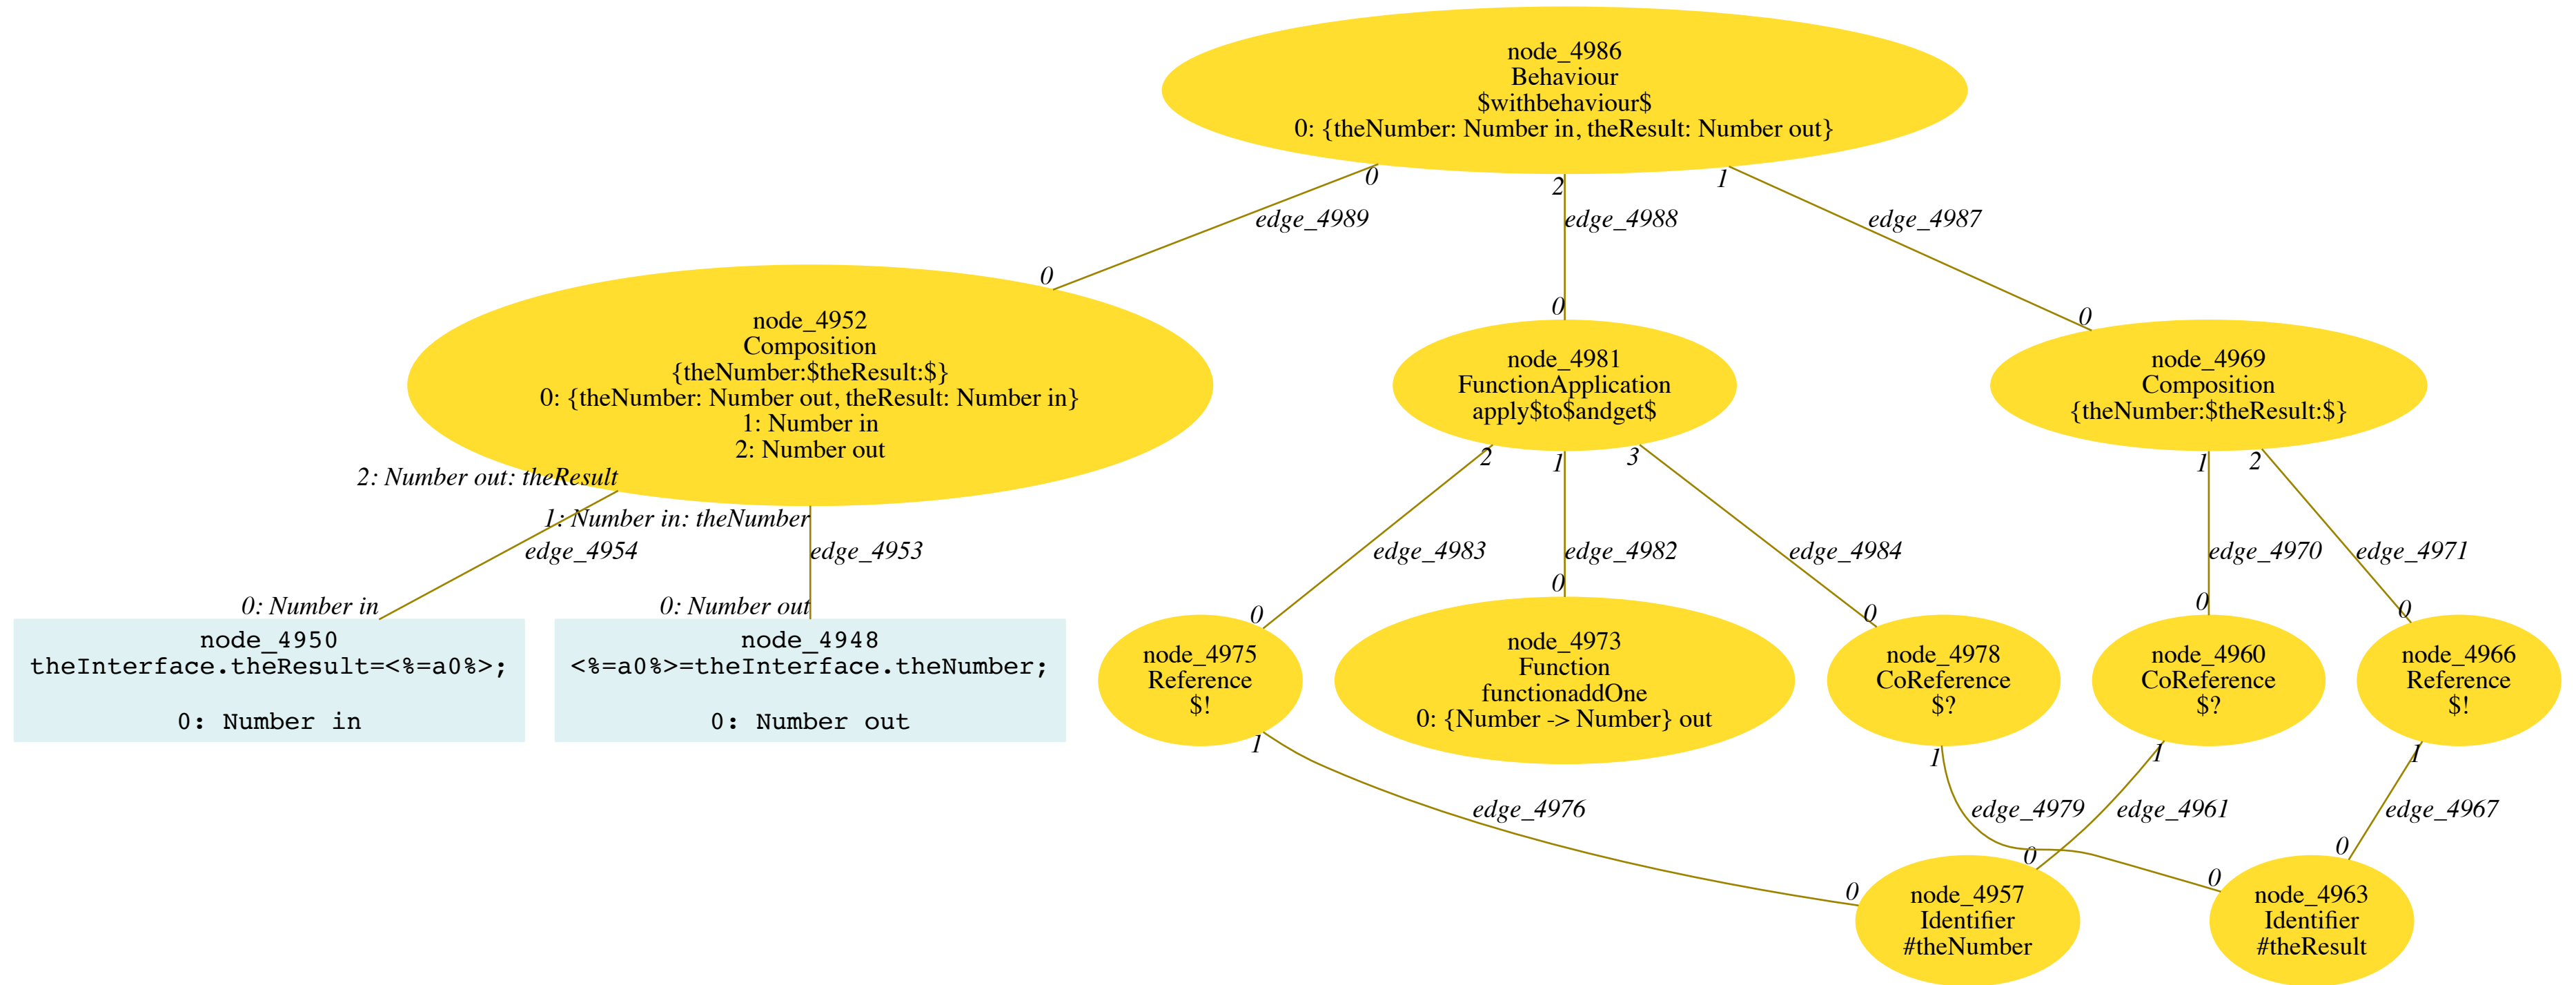 node_4986
Behaviour
$withbehaviour$
0: {theNumber: Number in, theResult: Number out}
0
2
1
edge_4989
edge_4988
edge_4987
0
0
0
node_4952
Composition
{theNumber:$theResult:$}
0: {theNumber: Number out, theResult: Number in}
1: Number in
2: Number out
node_4981
FunctionApplication
apply$to$andget$
node_4969
Composition
{theNumber:$theResult:$}
2: Number out: theResult
1: Number in: theNumber
2
1
3
1
2
edge_4954
edge_4953
edge_4983
edge_4982
edge_4984
edge_4970
edge_4971
0: Number in
0: Number out
0
0
0
0
0
node_4950
theInterface.theResult=<%=a0%>;
0: Number in
node_4948
<%=a0%>=theInterface.theNumber;
0: Number out
node_4975
Reference
$!
node_4973
Function
functionaddOne
0: {Number -> Number} out
node_4978
CoReference
$?
node_4960
CoReference
$?
node_4966
Reference
$!
1
1
1
1
edge_4976
edge_4979
edge_4961
edge_4967
0
0
0
0
node_4957
Identifier
#theNumber
node_4963
Identifier
#theResult